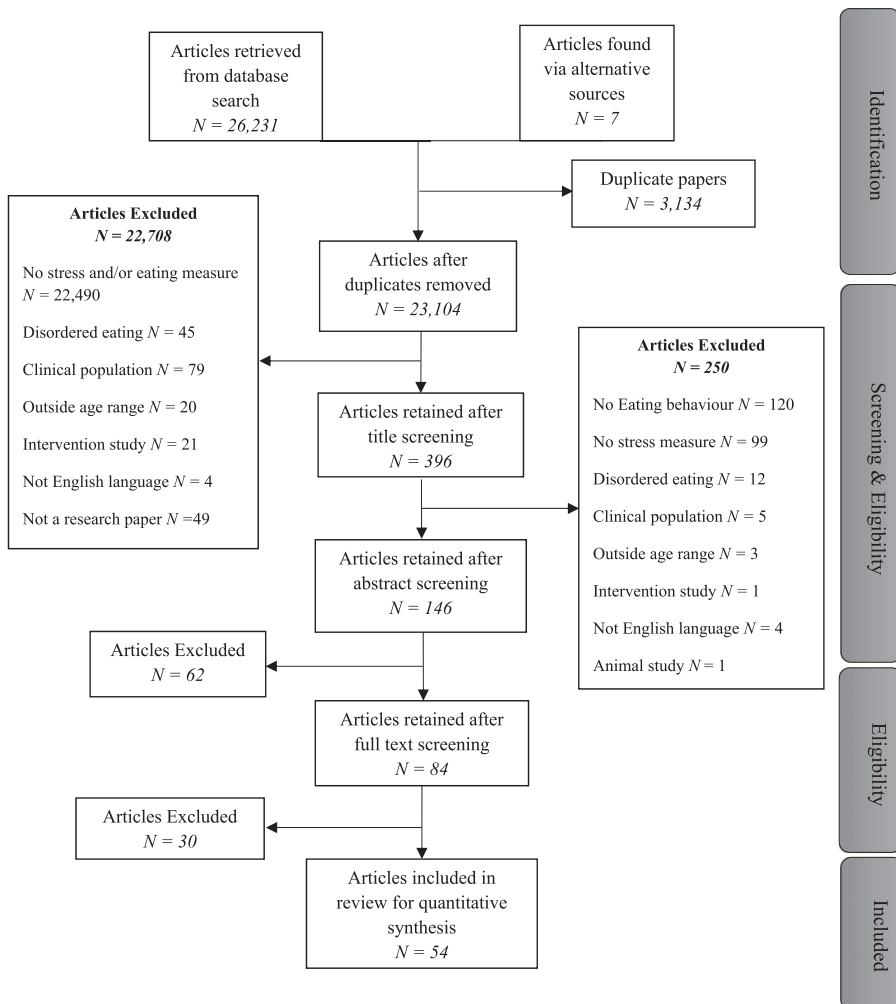 Articles retrieved
from database
search
N = 26,231
Articles found
via alternative
sources
N = 7
Identification
Duplicate papers
N = 3,134
Articles Excluded
N = 22,708
No stress and/or eating measure
N = 22,490
Disordered eating N = 45
Clinical population N = 79
Outside age range N = 20
Intervention study N = 21
Not English language N = 4
Not a research paper N =49
Articles after
duplicates removed
N = 23,104
Articles retained after
title screening
N = 396
Articles Excluded
N = 250
No Eating behaviour N = 120
No stress measure N = 99
Disordered eating N = 12
Clinical population N = 5
Outside age range N = 3
Intervention study N = 1
Not English language N = 4
Animal study N = 1
Screening & Eligibility
Articles retained after
abstract screening
N = 146
Articles Excluded
N = 62
Articles retained after
full text screening
N = 84
Eligibility
Articles Excluded
N = 30
Articles included in
review for quantitative
synthesis
N = 54
Included